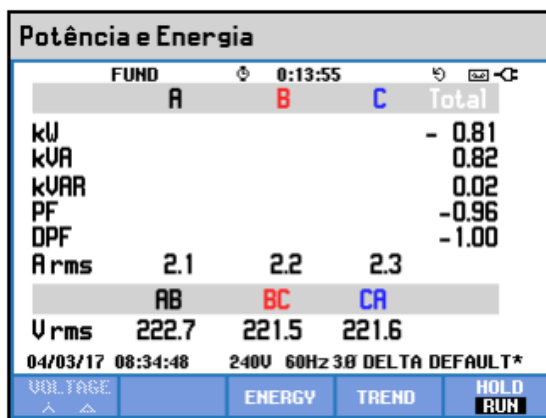 Potência e Energia
FUND 0:13:55
A B C Total
kW - 0.81
kVA 0.82
kVAR 0.02
PF -0.96
DPF -1.00
A rms 2.1 2.2 2.3
AB BC CA
V rms 222.7 221.5 221.6
04/03/17 08:34:48 240V 60Hz 3Ø DELTA DEFAULT*
VOLTAGE ENERGY TREND HOLD
RUN